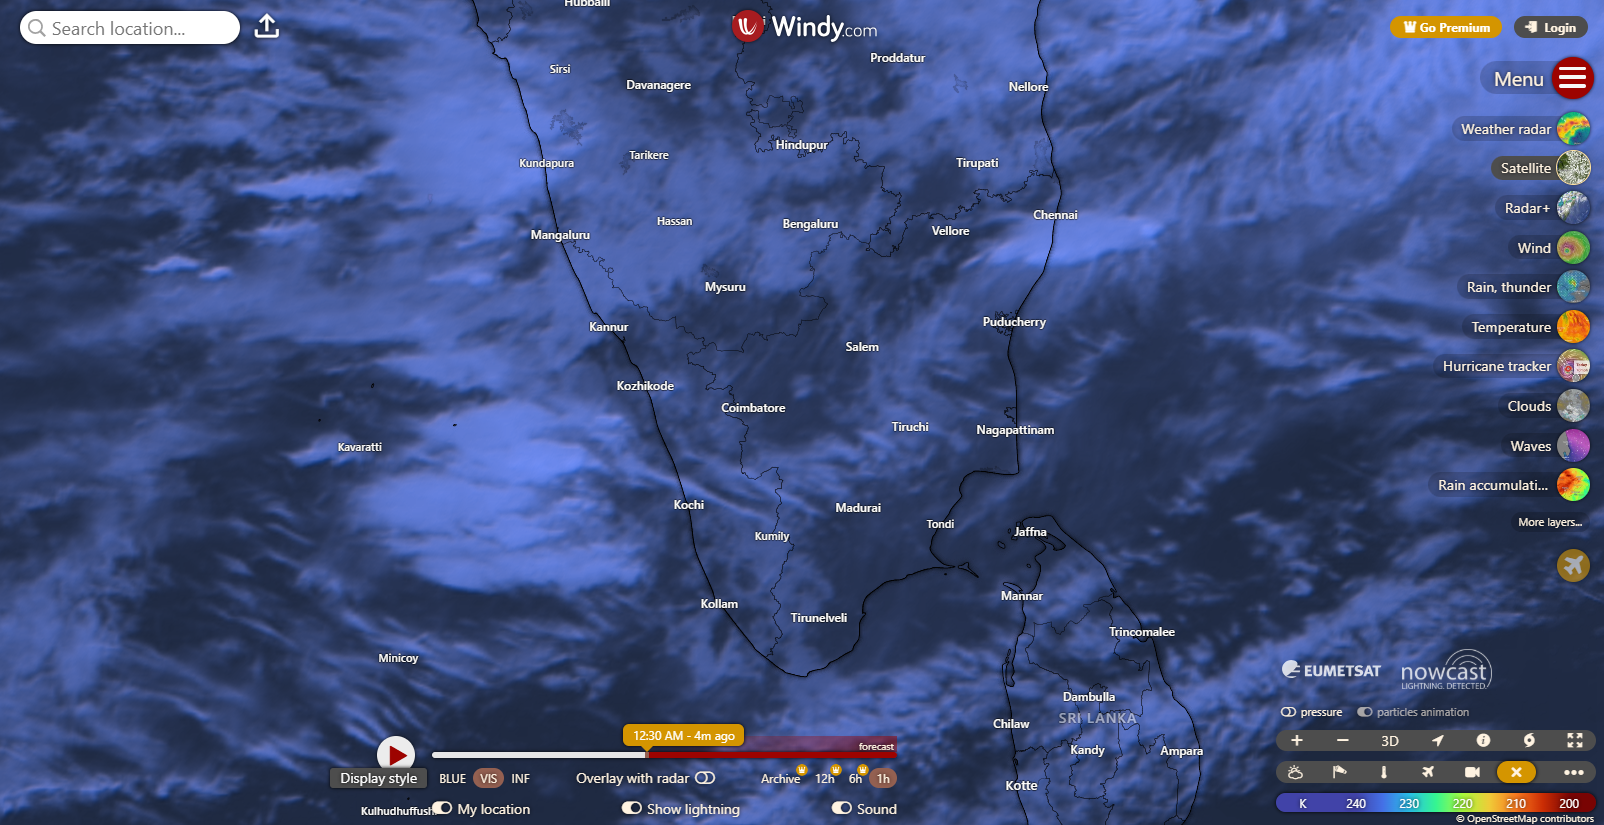 Hubballi
Search location...
Windy.com
Go Premium
Login
Proddatur
Sirsi
Davanagere
Nellore
Menu
Weather radar
Hindupur
Kundapura
Tarikere
Tirupati
Satellite
Radar+
Hassan
Bengaluru
Chennai
Mangaluru
Vellore
Wind
Mysuru
Rain, thunder
Kannur
Puducherry
Temperature
Salem
Hurricane tracker
Kozhikode
Coimbatore
Clouds
Tiruchi
Nagapattinam
Kavaratti
Waves
Rain accumulati...
Kochi
Madurai
Tondi
More layers...
Kumily
Jaffna
Kollam
Mannar
Tirunelveli
Trincomalee
Minicoy
EUMETSAT
nowcast
LIGHTNING. DETECTED.
Dambulla
pressure
particles animation
Chilaw
SRI LANKA
12:30 AM - 4m ago
forecast
Kandy
Ampara
3D
Display style
BLUE
VIS
INF
Overlay with radar
Archive
12h
6h
1h
Kotte
K
240
230
220
210
200
Kulhudhuffush
My location
Show lightning
Sound
© OpenStreetMap contributors